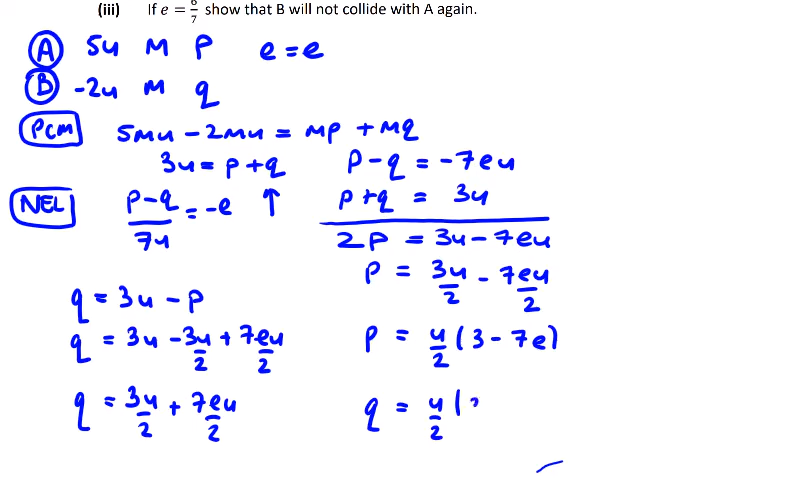 (iii) If e = 6/7 show that B will not collide with A again.
(A) 5u M p e = e
(B) -2u M q
PCM 5Mu - 2Mu = Mp + Mq
3u = p + q
NEL (p - q)/7u = -e ↑
p - q = -7eu
p + q = 3u
2p = 3u - 7eu
p = 3u/2 - 7eu/2
p = u/2 (3 - 7e)
q = 3u - p
q = 3u - 3u/2 + 7eu/2
q = 3u/2 + 7eu/2
q = u/2 (